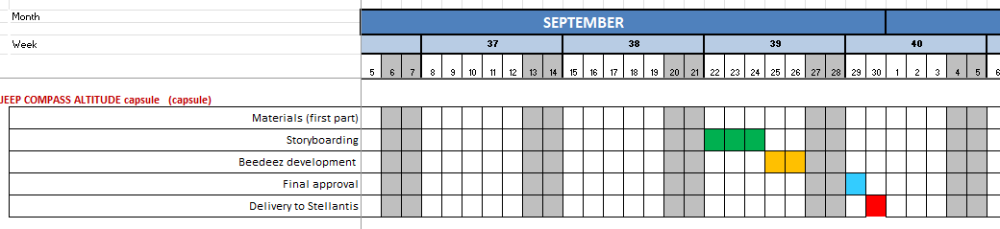 Month SEPTEMBER
Week 37 38 39 40
5 6 7 8 9 10 11 12 13 14 15 16 17 18 19 20 21 22 23 24 25 26 27 28 29 30 1 2 3 4 5 6
JEEP COMPASS ALTITUDE capsule (capsule)
Materials (first part)
Storyboarding
Beedeez development
Final approval
Delivery to Stellantis